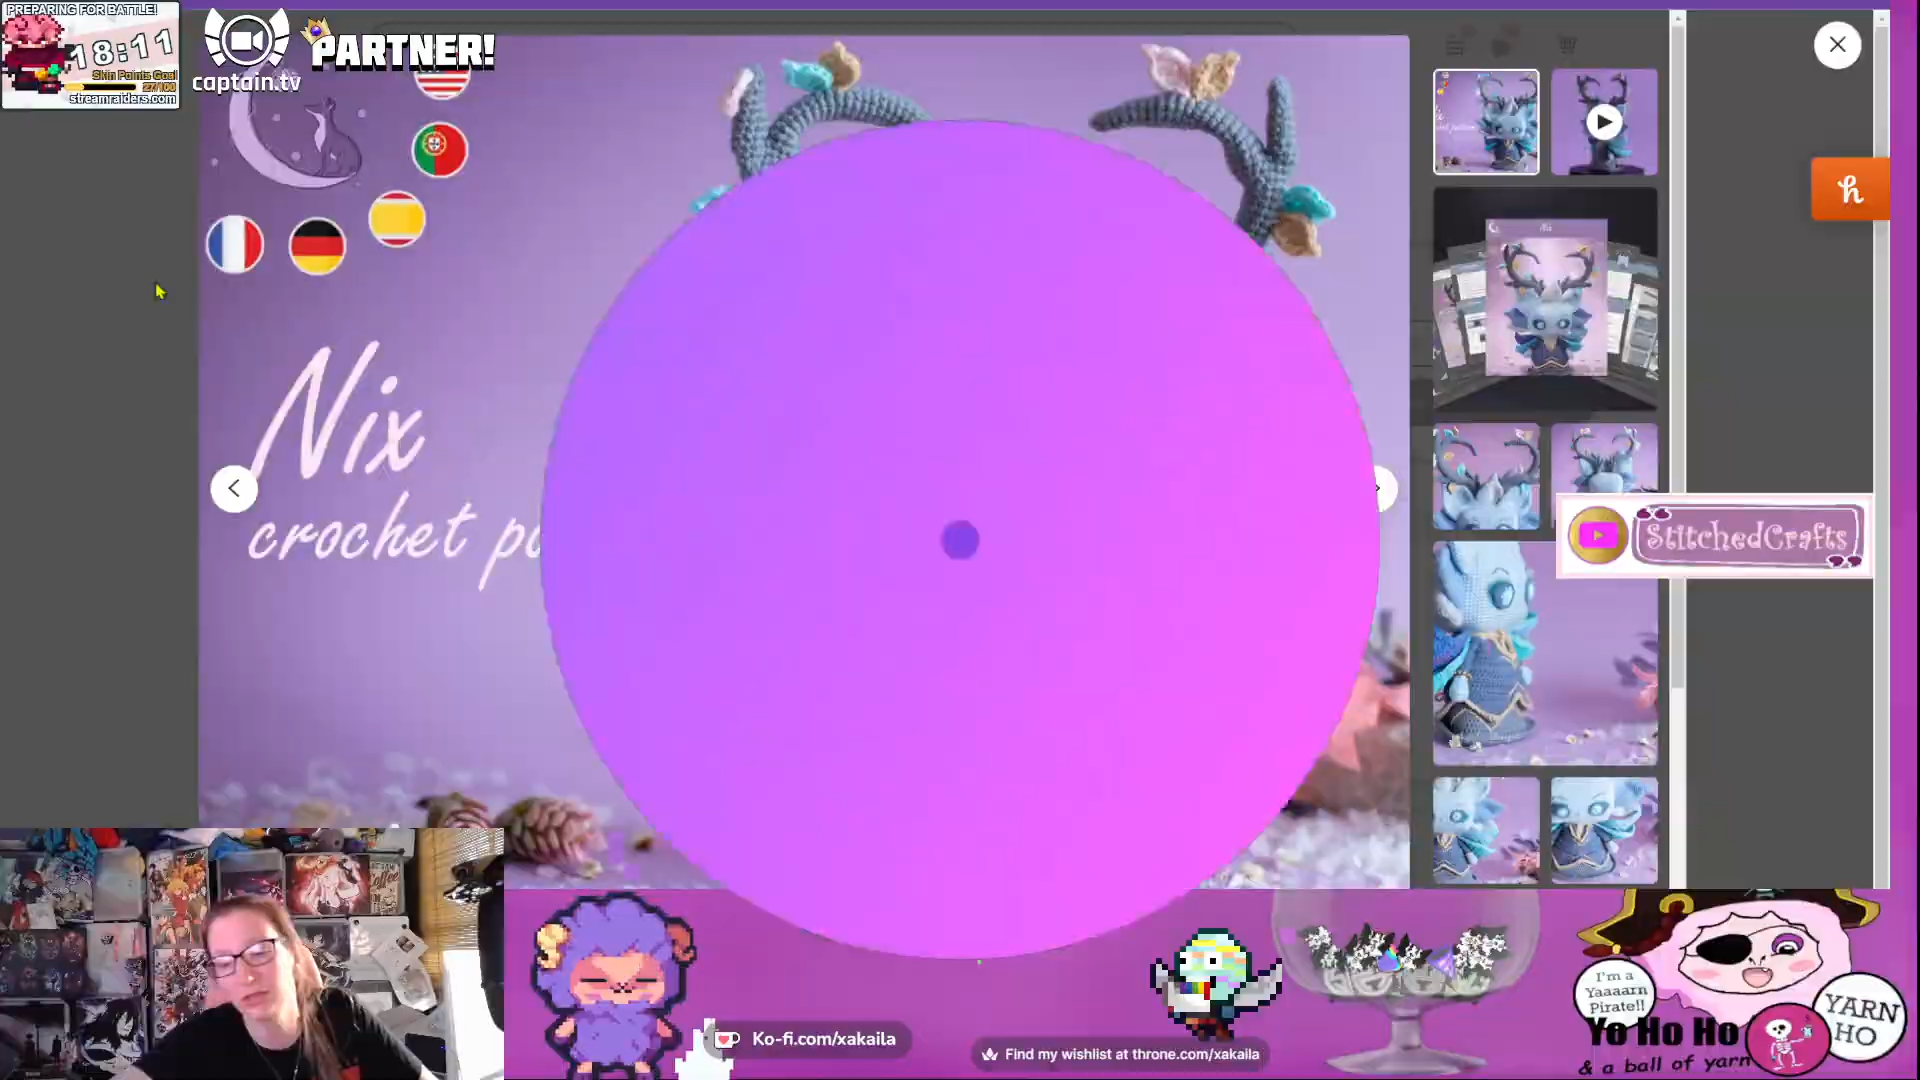 PREPARING FOR BATTLE!
18:11
Skin Points Goal
27/100
streamraiders.com
captain.tv
PARTNER!
Nix
crochet
h
StitchedCrafts
Ko-fi.com/xakaila
Find my wishlist at throne.com/xakaila
I'm a
Yaaaarn
Pirate!!
Yo Ho Ho
& a ball of yarn
YARN
HO